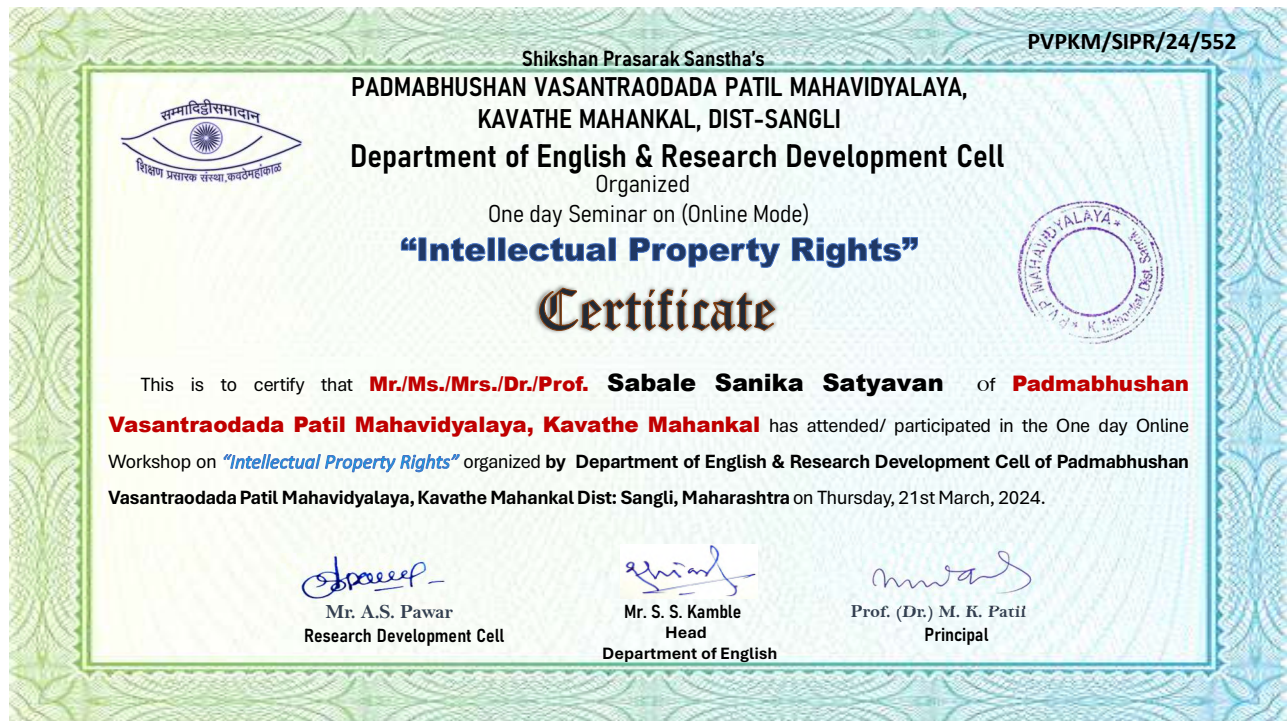 PVPKM/SIPR/24/552
Shikshan Prasarak Sanstha's
PADMABHUSHAN VASANTRAODADA PATIL MAHAVIDYALAYA,
KAVATHE MAHANKAL, DIST-SANGLI
Department of English & Research Development Cell
Organized
One day Seminar on (Online Mode)
“Intellectual Property Rights”
Certificate
सम्मादिट्ठीसमादान
शिक्षण प्रसारक संस्था,कवठेमहांकाळ
P.V.P. MAHAVIDYALAYA * K. Mahankal Dist. Sangli *
This is to certify that Mr./Ms./Mrs./Dr./Prof. Sabale Sanika Satyavan of Padmabhushan
Vasantraodada Patil Mahavidyalaya, Kavathe Mahankal has attended/ participated in the One day Online
Workshop on “Intellectual Property Rights” organized by Department of English & Research Development Cell of Padmabhushan
Vasantraodada Patil Mahavidyalaya, Kavathe Mahankal Dist: Sangli, Maharashtra on Thursday, 21st March, 2024.
Mr. A.S. Pawar
Research Development Cell
Mr. S. S. Kamble
Head
Department of English
Prof. (Dr.) M. K. Patil
Principal